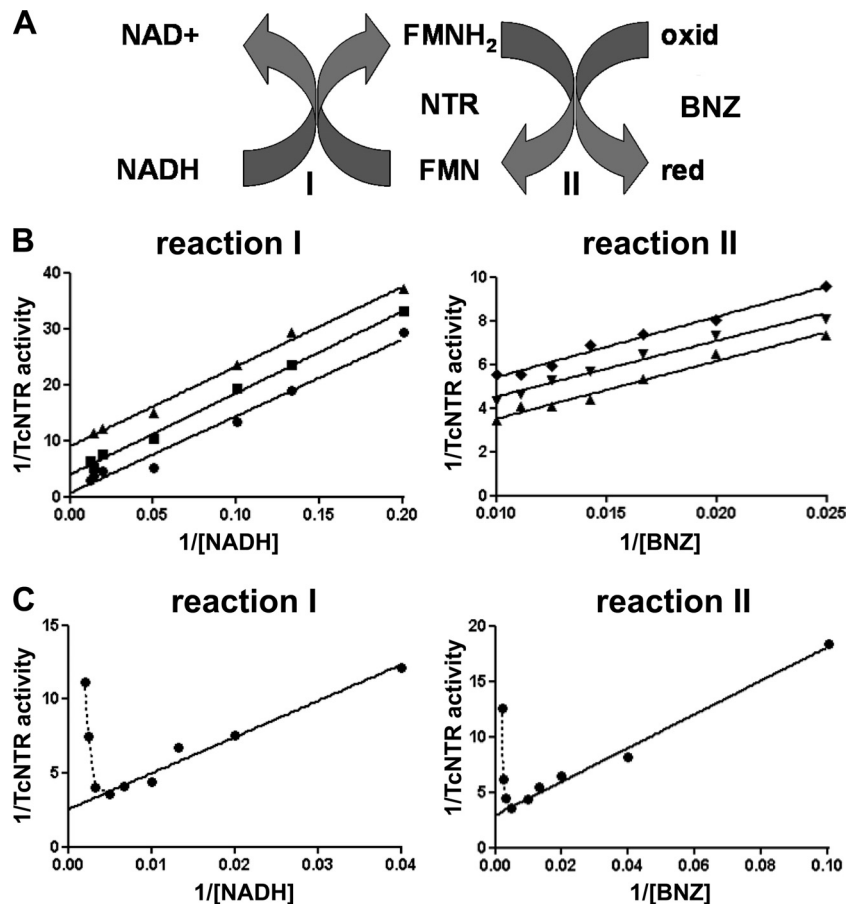 A
NAD+ FMNH2 oxid
NTR BNZ
NADH I FMN II red
B
reaction I reaction II
1/TcNTR activity
40
30
20
10
0
0.00 0.05 0.10 0.15 0.20
1/[NADH]
1/TcNTR activity
10
8
6
4
2
0
0.010 0.015 0.020 0.025
1/[BNZ]
C
reaction I reaction II
1/TcNTR activity
15
10
5
0
0.00 0.01 0.02 0.03 0.04
1/[NADH]
1/TcNTR activity
20
15
10
5
0
0.00 0.02 0.04 0.06 0.08 0.10
1/[BNZ]